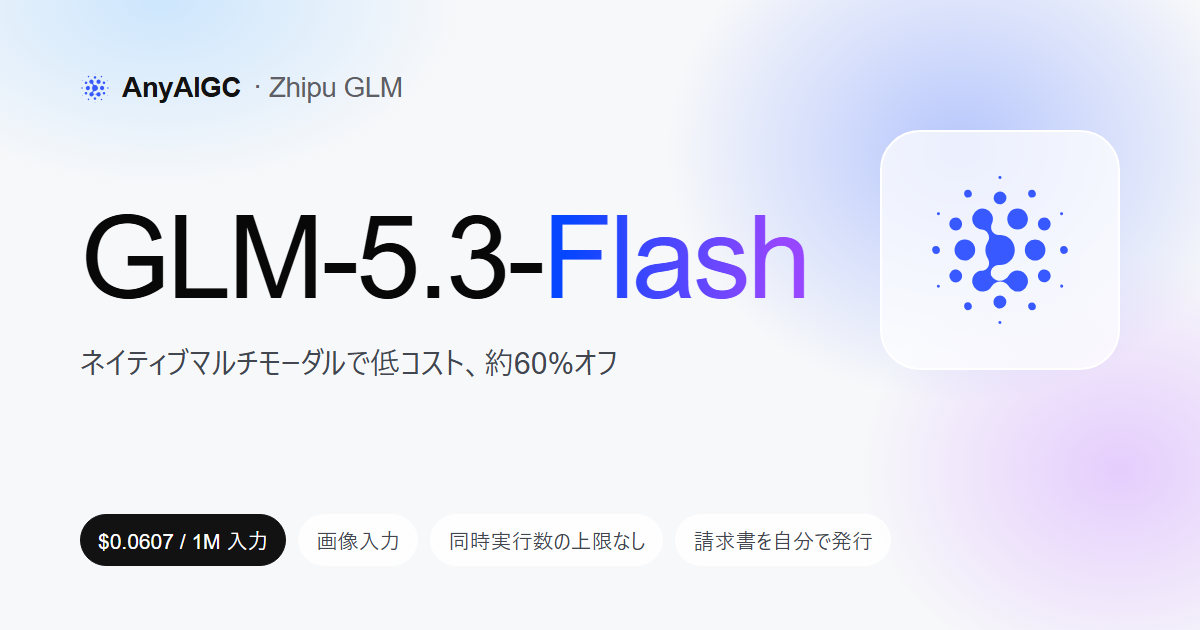 AnyAIGC · Zhipu GLM
GLM-5.3-Flash
ネイティブマルチモーダルで低コスト、約60%オフ
$0.0607 / 1M 入力
画像入力
同時実行数の上限なし
請求書を自分で発行